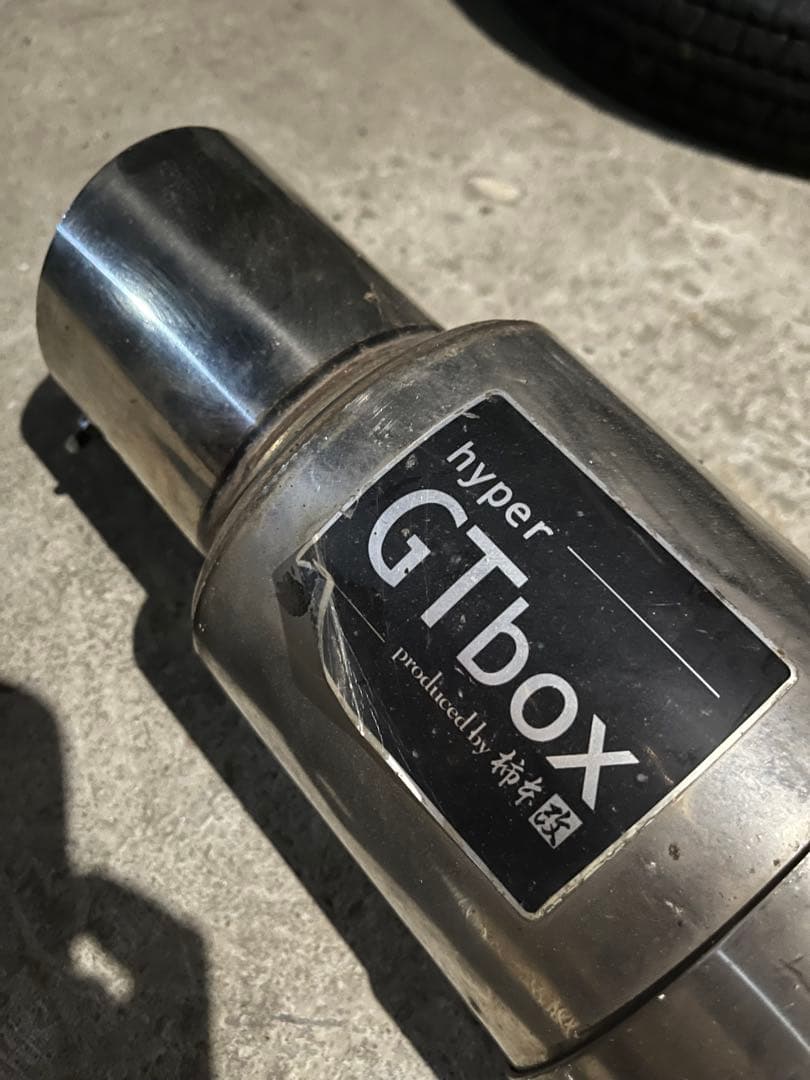 hyper
GTbox
produced by 柿本改